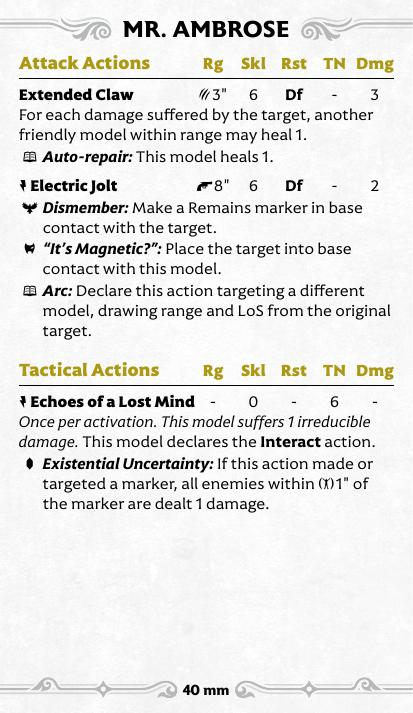 MR. AMBROSE
Attack Actions Rg Skl Rst TN Dmg
Extended Claw 3" 6 Df - 3
For each damage suffered by the target, another
friendly model within range may heal 1.
Auto-repair: This model heals 1.
Electric Jolt 8" 6 Df - 2
Dismember: Make a Remains marker in base
contact with the target.
"It's Magnetic?": Place the target into base
contact with this model.
Arc: Declare this action targeting a different
model, drawing range and LoS from the original
target.
Tactical Actions Rg Skl Rst TN Dmg
Echoes of a Lost Mind - 0 - 6 -
Once per activation. This model suffers 1 irreducible
damage. This model declares the Interact action.
Existential Uncertainty: If this action made or
targeted a marker, all enemies within 1" of
the marker are dealt 1 damage.
40 mm